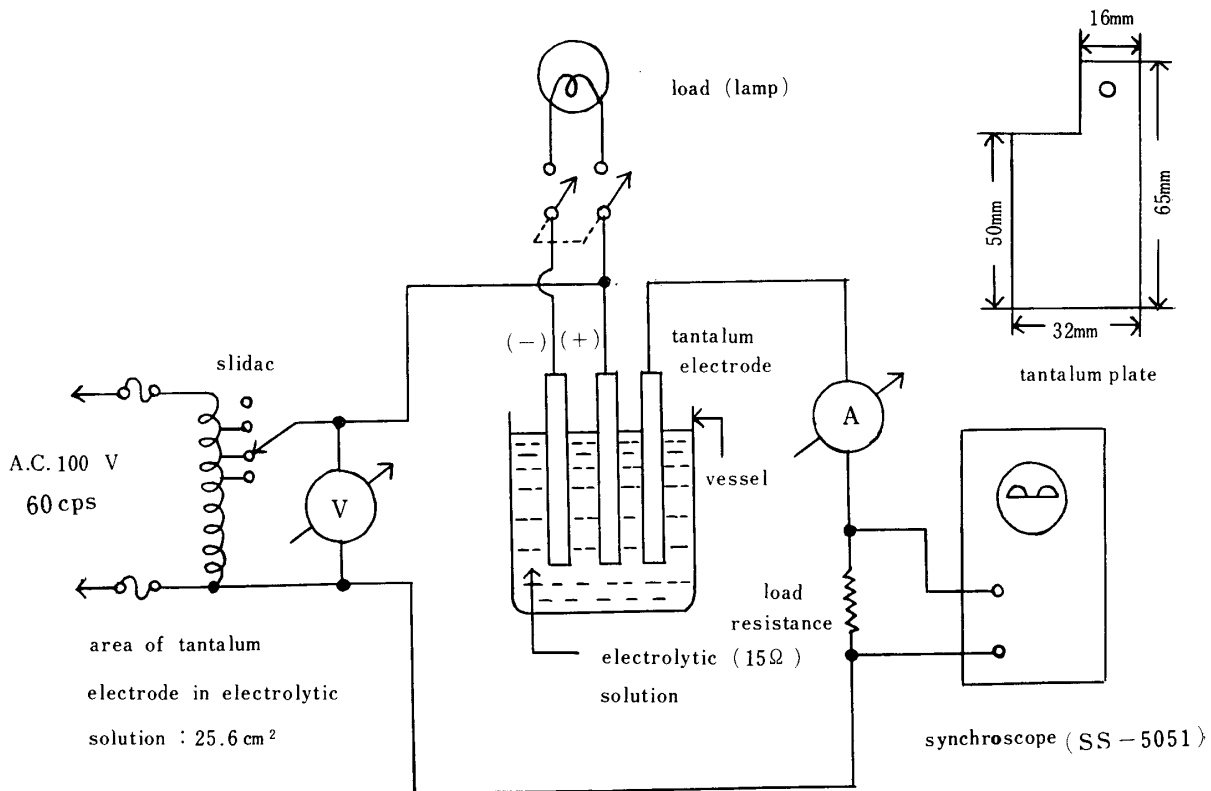 16mm
load (lamp)
50mm
65mm
32mm
tantalum plate
(−) (+)
tantalum
electrode
slidac
A.C. 100 V
60 cps
V
A
vessel
load
resistance
(15Ω)
electrolytic
solution
area of tantalum
electrode in electrolytic
solution : 25.6 cm²
synchroscope (SS−5051)